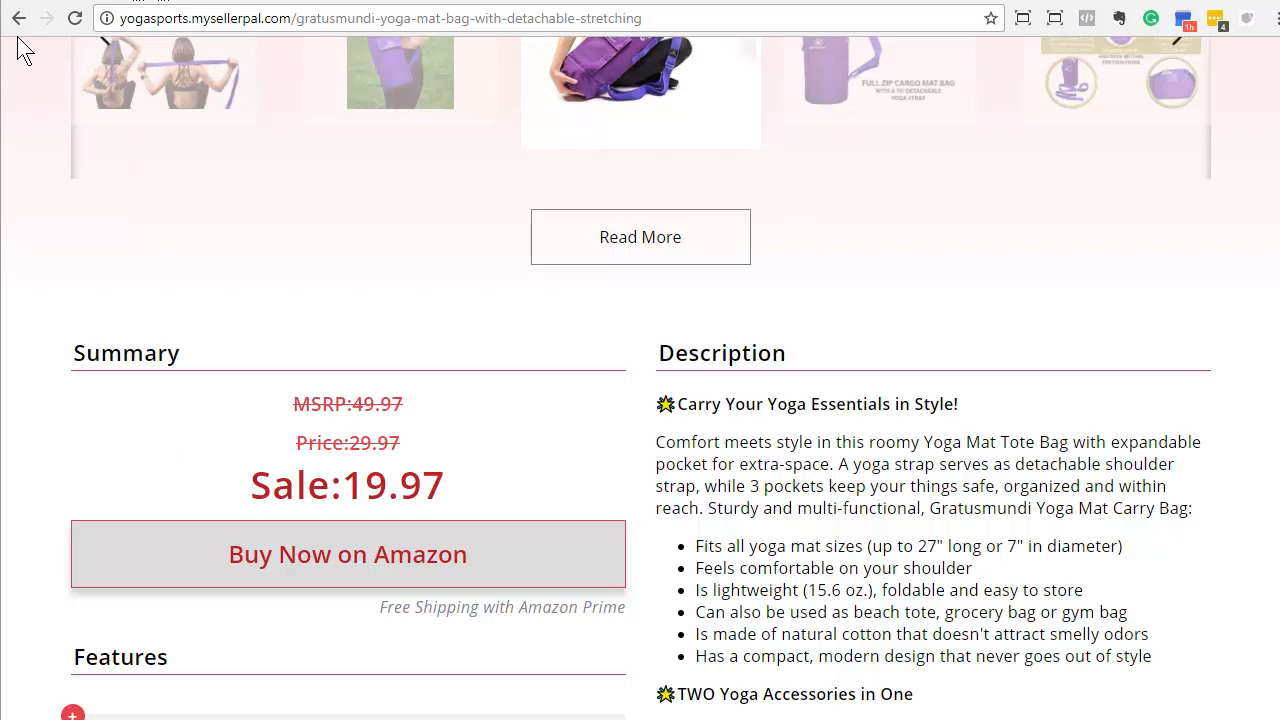 yogasports.mysellerpal.com/gratusmundi-yoga-mat-bag-with-detachable-stretching
1h
4
FULL ZIP CARGO MAT BAG
WITH A 70" DETACHABLE
YOGA STRAP
Read More
Summary
MSRP:49.97
Price:29.97
Sale:19.97
Buy Now on Amazon
Free Shipping with Amazon Prime
Features
+
Description
Carry Your Yoga Essentials in Style!
Comfort meets style in this roomy Yoga Mat Tote Bag with expandable
pocket for extra-space. A yoga strap serves as detachable shoulder
strap, while 3 pockets keep your things safe, organized and within
reach. Sturdy and multi-functional, Gratusmundi Yoga Mat Carry Bag:
Fits all yoga mat sizes (up to 27" long or 7" in diameter)
Feels comfortable on your shoulder
Is lightweight (15.6 oz.), foldable and easy to store
Can also be used as beach tote, grocery bag or gym bag
Is made of natural cotton that doesn't attract smelly odors
Has a compact, modern design that never goes out of style
TWO Yoga Accessories in One